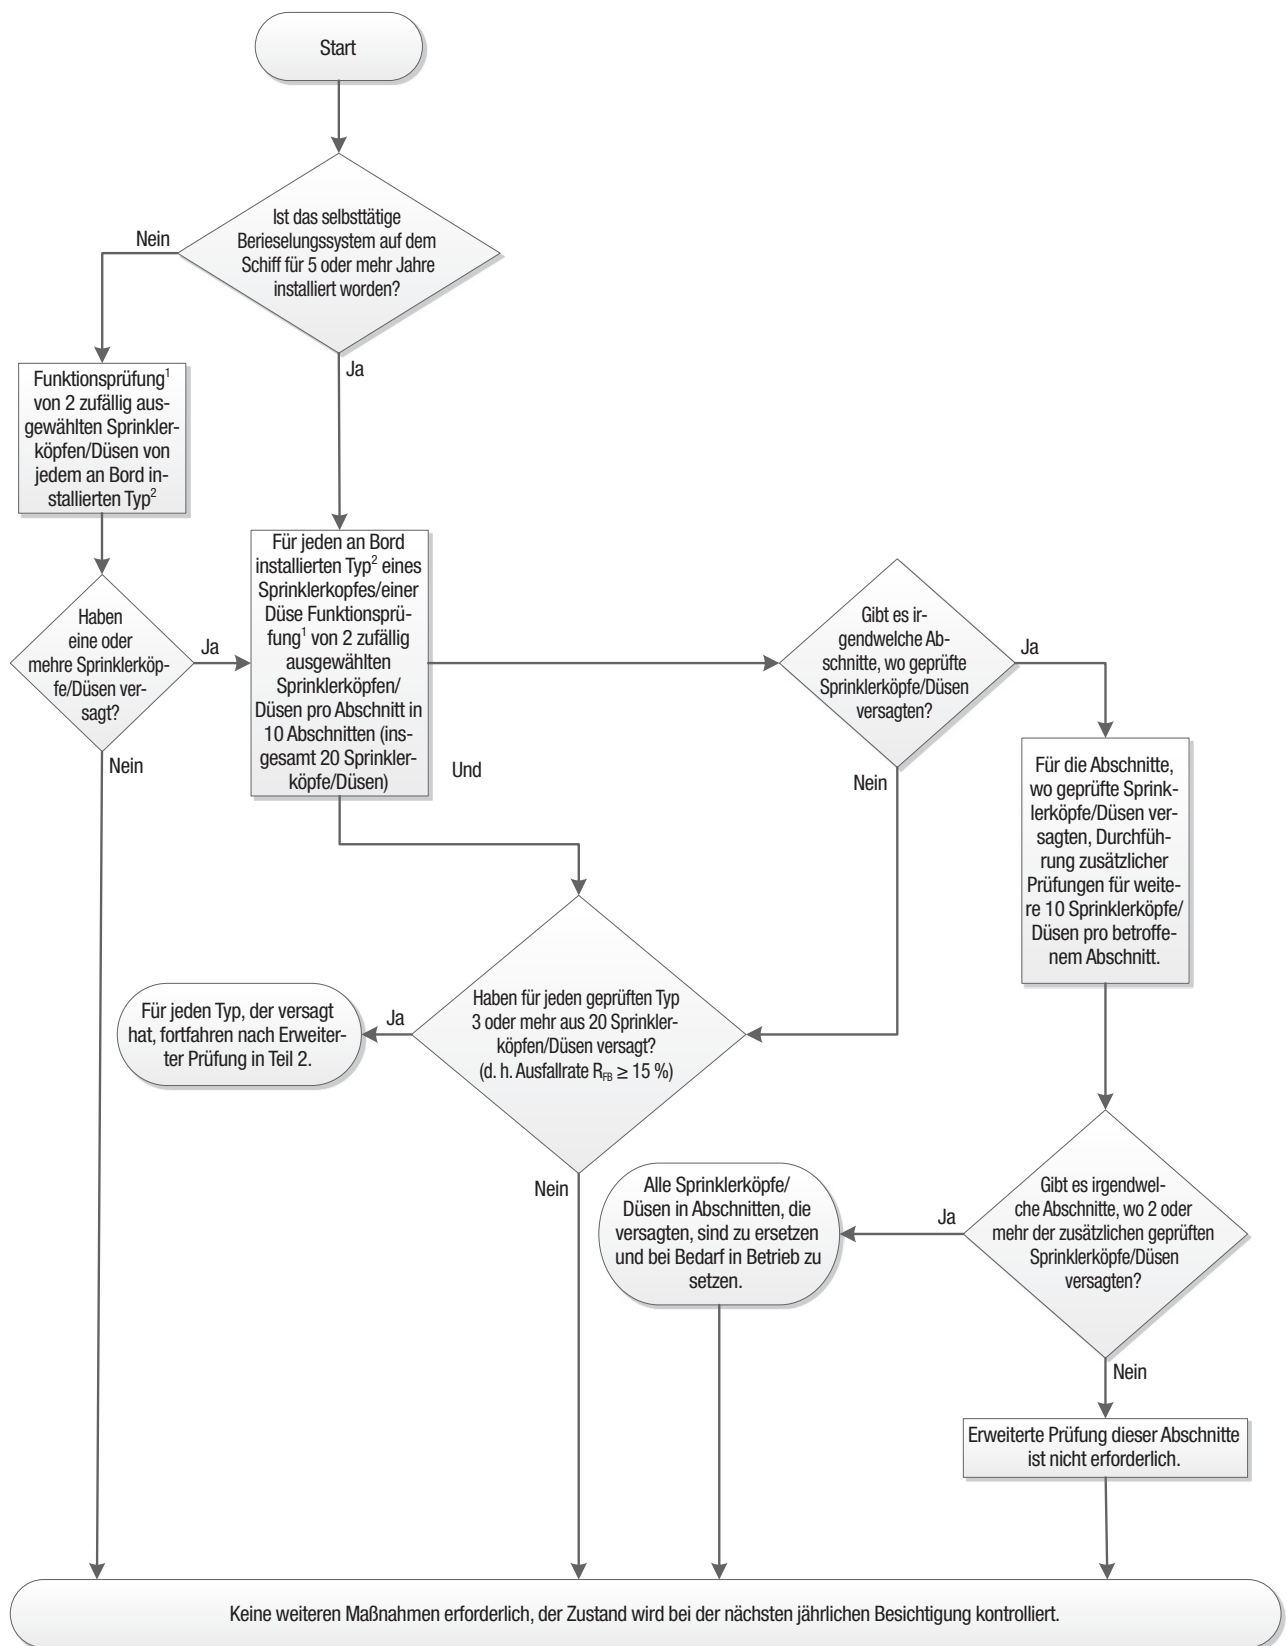 Start
Ist das selbsttätige
Berieselungssystem auf dem
Schiff für 5 oder mehr Jahre
installiert worden?
Nein
Ja
Funktionsprüfung¹
von 2 zufällig aus-
gewählten Sprinkler-
köpfen/Düsen von
jedem an Bord in-
stallierten Typ²
Haben
eine oder
mehre Sprinklerköp-
fe/Düsen ver-
sagt?
Ja
Nein
Für jeden an Bord
installierten Typ² eines
Sprinklerkopfes/einer
Düse Funktionsprü-
fung¹ von 2 zufällig
ausgewählten
Sprinklerköpfen/
Düsen pro Abschnitt in
10 Abschnitten (ins-
gesamt 20 Sprinkler-
köpfe/Düsen)
Und
Gibt es ir-
gendwelche Ab-
schnitte, wo geprüfte
Sprinklerköpfe/Düsen
versagten?
Ja
Nein
Für die Abschnitte,
wo geprüfte Sprink-
lerköpfe/Düsen ver-
sagten, Durchfüh-
rung zusätzlicher
Prüfungen für weite-
re 10 Sprinklerköpfe/
Düsen pro betroffe-
nem Abschnitt.
Haben für jeden geprüften Typ
3 oder mehr aus 20 Sprinkler-
köpfen/Düsen versagt?
(d. h. Ausfallrate R_FB ≥ 15 %)
Ja
Für jeden Typ, der versagt
hat, fortfahren nach Erweiter-
ter Prüfung in Teil 2.
Nein
Gibt es irgendwel-
che Abschnitte, wo 2 oder
mehr der zusätzlichen geprüften
Sprinklerköpfe/Düsen
versagten?
Ja
Alle Sprinklerköpfe/
Düsen in Abschnitten, die
versagten, sind zu ersetzen
und bei Bedarf in Betrieb zu
setzen.
Nein
Erweiterte Prüfung dieser Abschnitte
ist nicht erforderlich.
Keine weiteren Maßnahmen erforderlich, der Zustand wird bei der nächsten jährlichen Besichtigung kontrolliert.